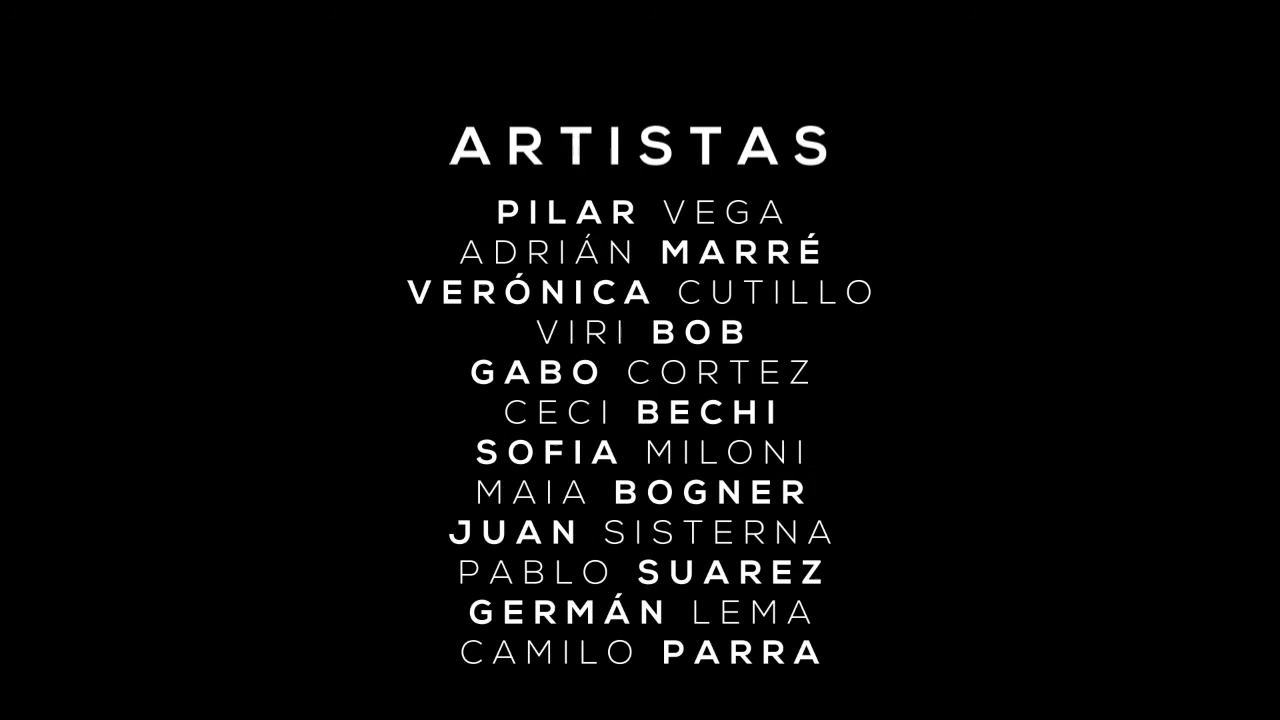 ARTISTAS
PILAR VEGA
ADRIÁN MARRÉ
VERÓNICA CUTILLO
VIRI BOB
GABO CORTEZ
CECI BECHI
SOFIA MILONI
MAIA BOGNER
JUAN SISTERNA
PABLO SUAREZ
GERMÁN LEMA
CAMILO PARRA